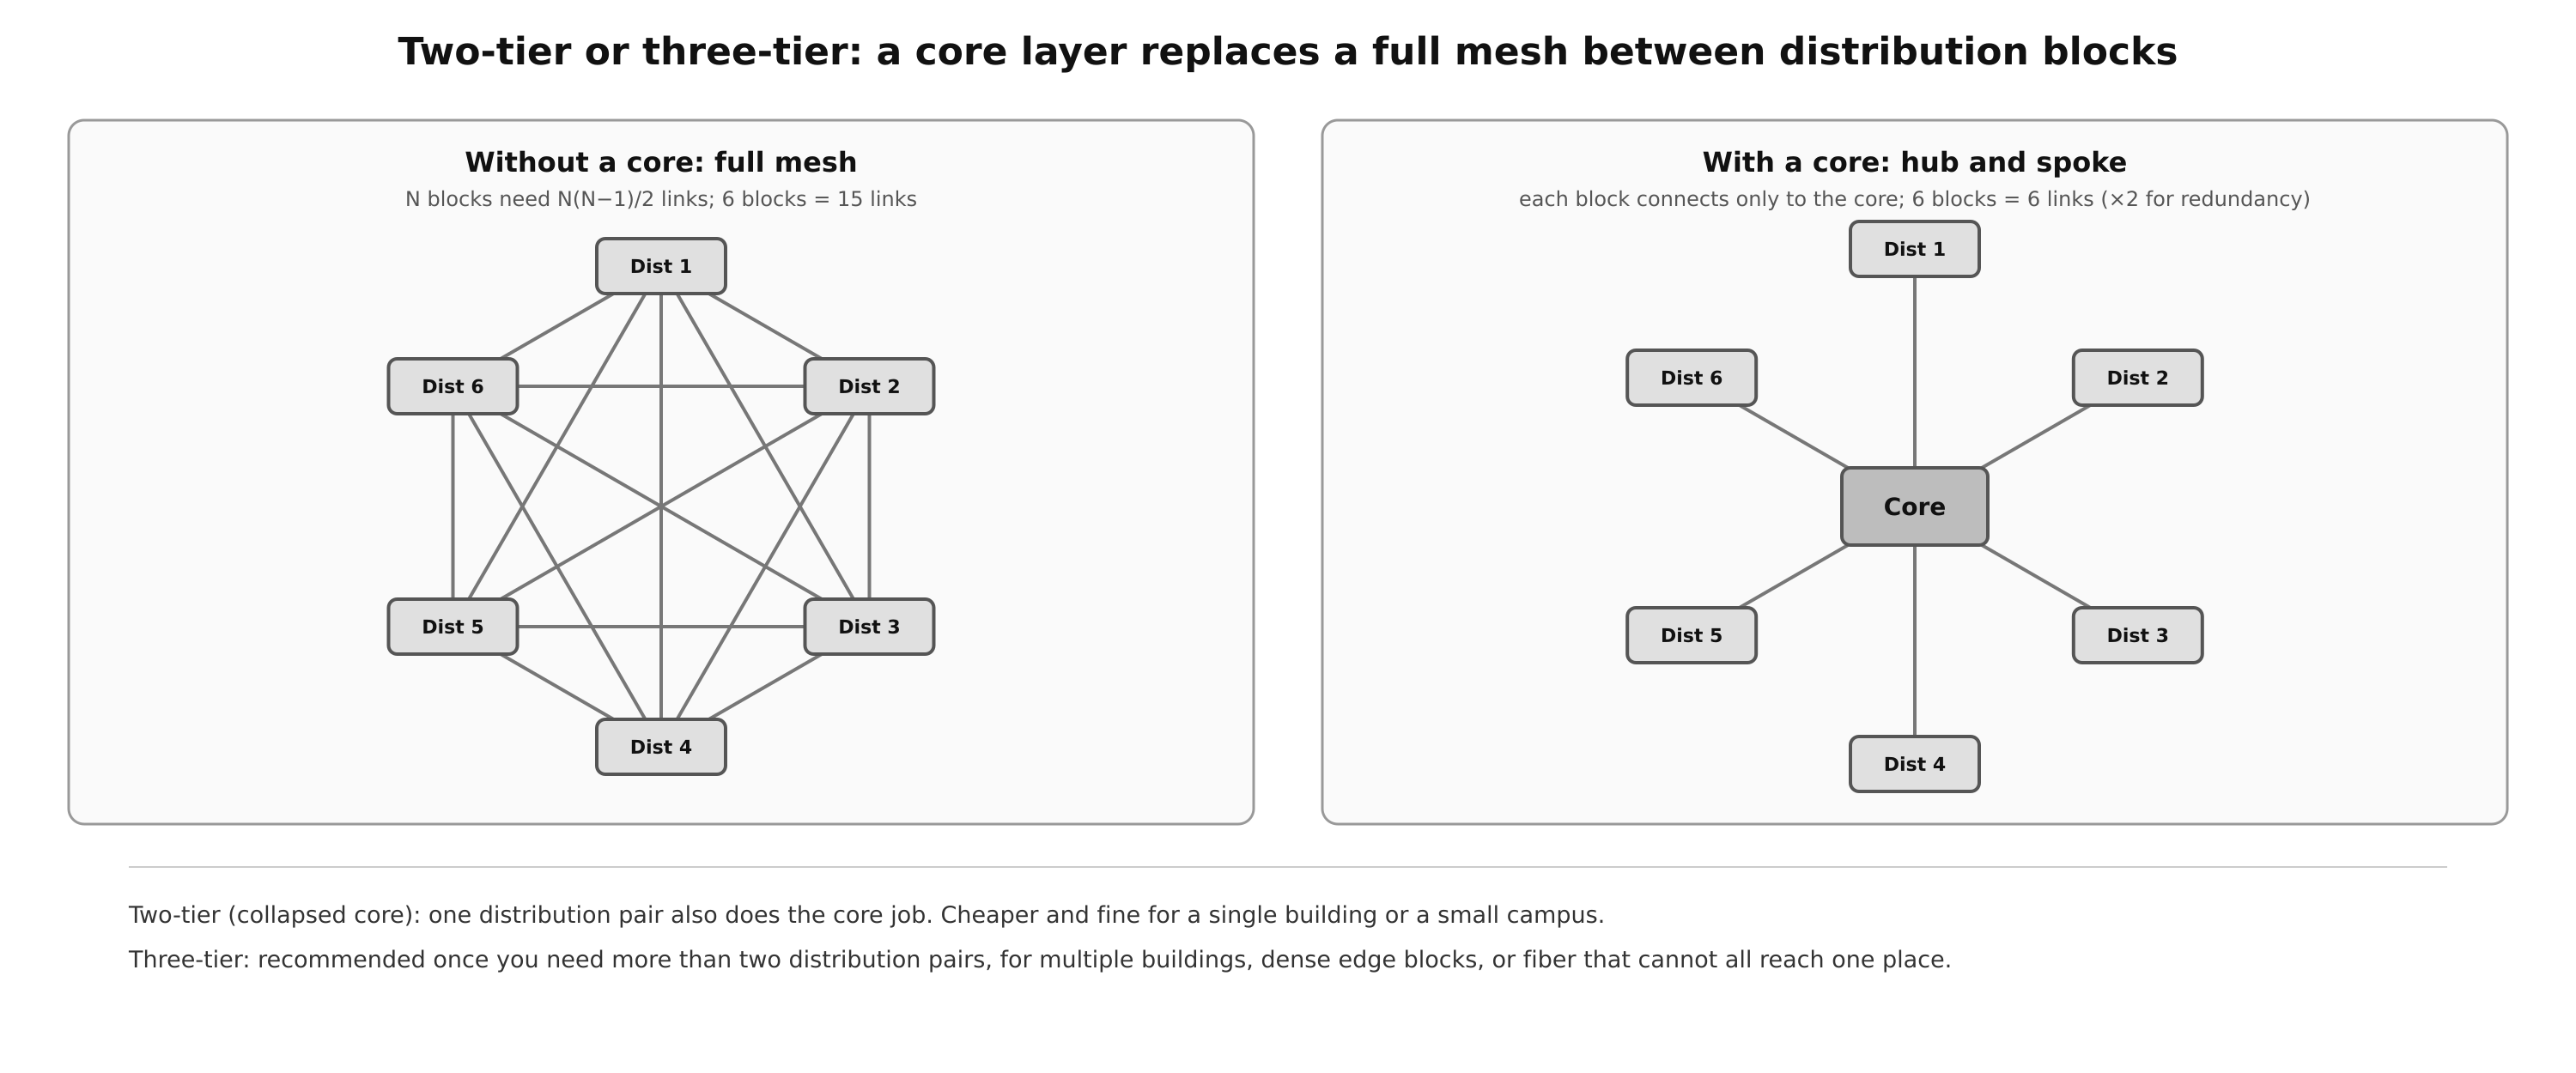 Two-tier or three-tier: a core layer replaces a full mesh between distribution blocks
Without a core: full mesh
N blocks need N(N−1)/2 links; 6 blocks = 15 links
Dist 1
Dist 6
Dist 2
Dist 5
Dist 3
Dist 4
With a core: hub and spoke
each block connects only to the core; 6 blocks = 6 links (×2 for redundancy)
Dist 1
Dist 6
Dist 2
Core
Dist 5
Dist 3
Dist 4
Two-tier (collapsed core): one distribution pair also does the core job. Cheaper and fine for a single building or a small campus.
Three-tier: recommended once you need more than two distribution pairs, for multiple buildings, dense edge blocks, or fiber that cannot all reach one place.